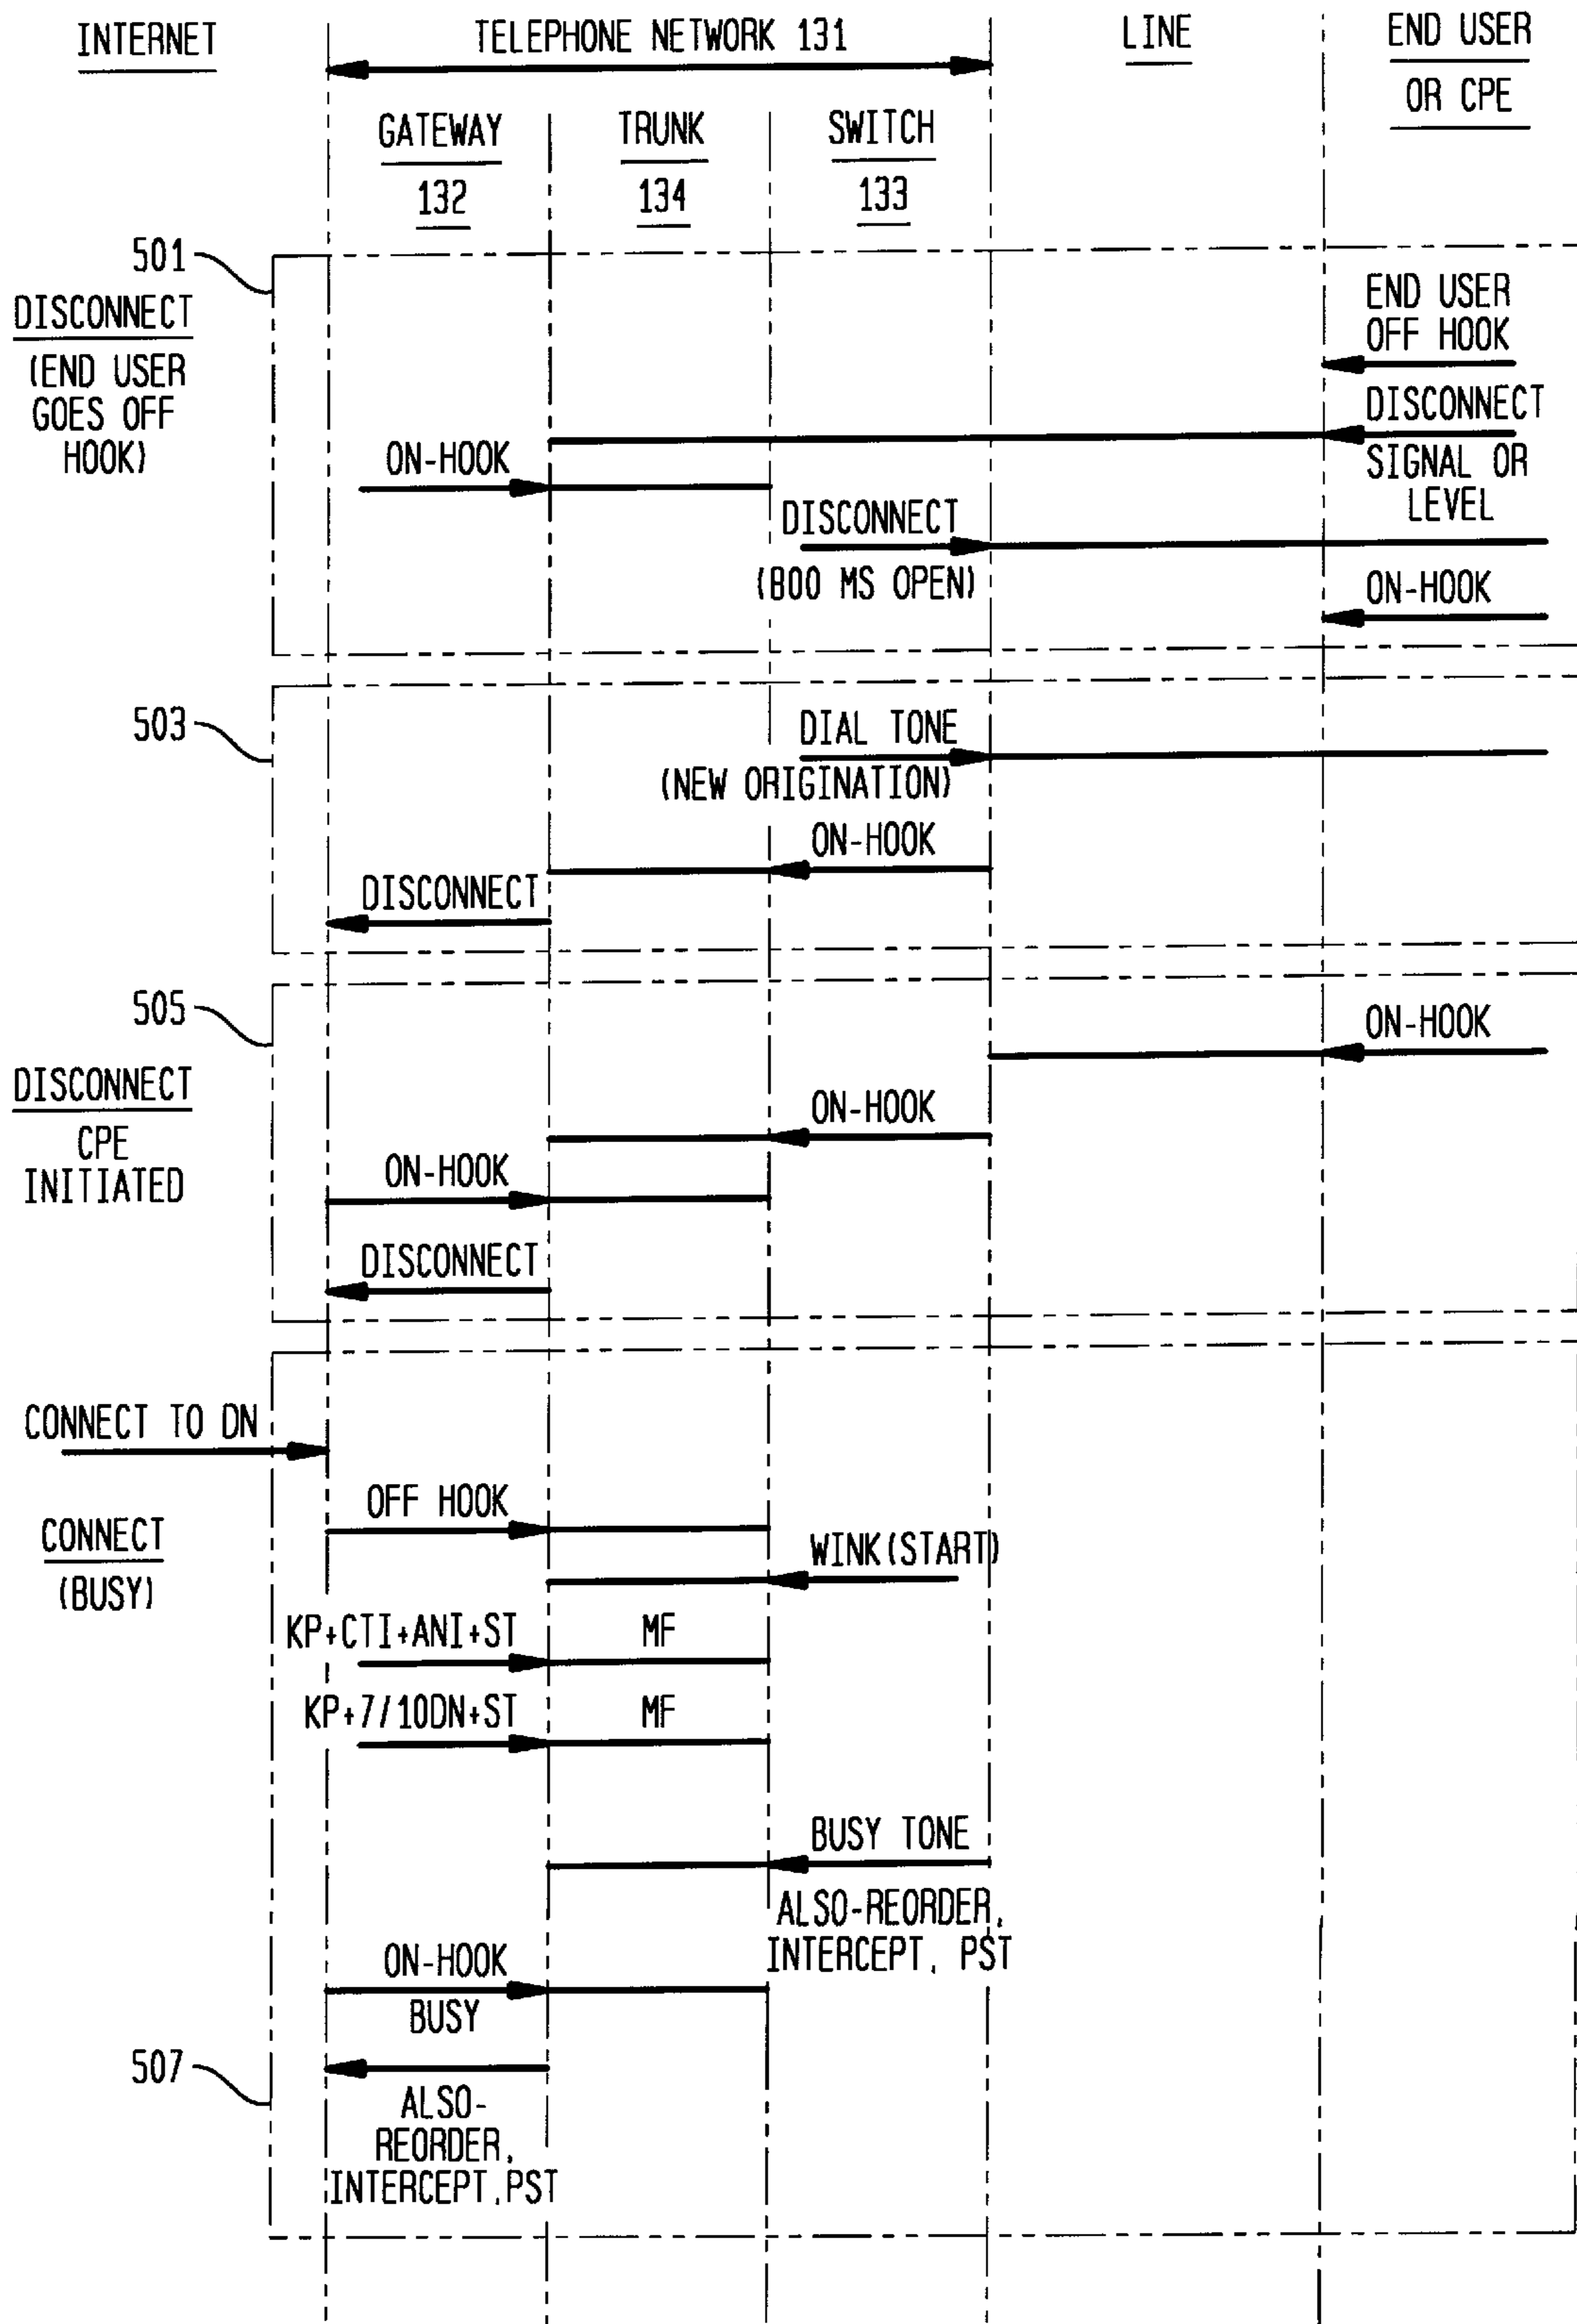 INTERNET
TELEPHONE NETWORK 131
LINE
END USER
OR CPE
GATEWAY
132
TRUNK
134
SWITCH
133
501
DISCONNECT
(END USER
GOES OFF
HOOK)
END USER
OFF HOOK
DISCONNECT
SIGNAL OR
LEVEL
ON-HOOK
DISCONNECT
(800 MS OPEN)
ON-HOOK
503
DIAL TONE
(NEW ORIGINATION)
ON-HOOK
DISCONNECT
505
DISCONNECT
CPE
INITIATED
ON-HOOK
ON-HOOK
ON-HOOK
DISCONNECT
CONNECT TO DN
CONNECT
(BUSY)
OFF HOOK
WINK(START)
KP+CTI+ANI+ST
MF
KP+7/10DN+ST
MF
BUSY TONE
ALSO-REORDER,
INTERCEPT, PST
ON-HOOK
BUSY
507
ALSO-
REORDER,
INTERCEPT,PST